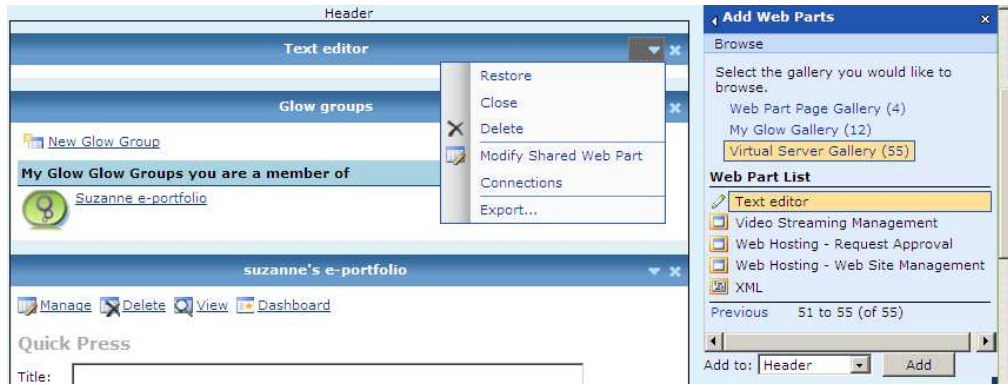 Header
Text editor
Restore
Close
Delete
Modify Shared Web Part
Connections
Export...
Glow groups
New Glow Group
My Glow Glow Groups you are a member of
Suzanne e-portfolio
suzanne's e-portfolio
Manage Delete View Dashboard
Quick Press
Title:
Add Web Parts
Browse
Select the gallery you would like to
browse.
Web Part Page Gallery (4)
My Glow Gallery (12)
Virtual Server Gallery (55)
Web Part List
Text editor
Video Streaming Management
Web Hosting - Request Approval
Web Hosting - Web Site Management
XML
Previous 51 to 55 (of 55)
Add to: Header Add